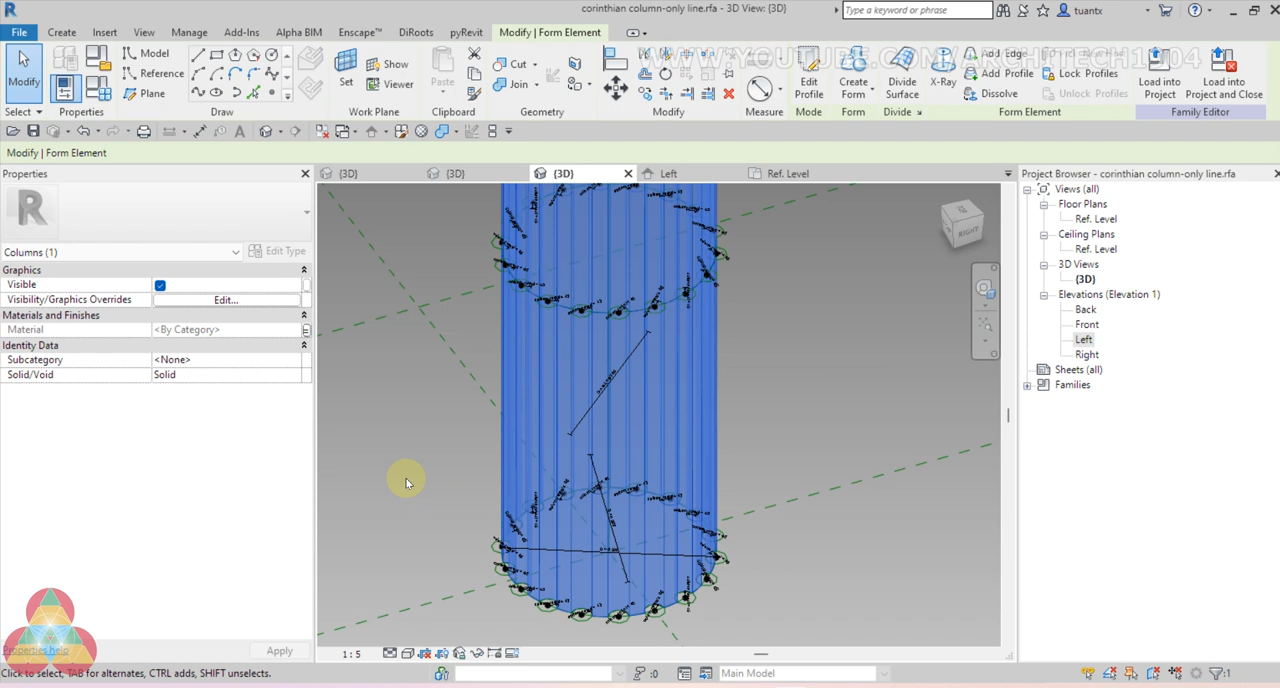 corinthian column-only line.rfa - 3D View: {3D}
Type a keyword or phrase
tuantx
File
Create
Insert
View
Manage
Add-Ins
Alpha BIM
Enscape™
DiRoots
pyRevit
Modify | Form Element
WWW.YOUTUBE.COM/ARCHITECH1104
Modify
Model
Reference
Plane
Set
Show
Viewer
Paste
Cut
Join
Edit Profile
Create Form
Divide Surface
X-Ray
Add Edge
Add Profile
Dissolve
Lock Profiles
Unlock Profiles
Load into Project
Load into Project and Close
Select
Properties
Draw
Work Plane
Clipboard
Geometry
Modify
Measure
Mode
Form
Divide
Form Element
Family Editor
Modify | Form Element
Properties
Columns (1)
Edit Type
Graphics
Visible
Visibility/Graphics Overrides
Edit...
Materials and Finishes
Material
<By Category>
Identity Data
Subcategory
<None>
Solid/Void
Solid
Properties help
Apply
{3D}
{3D}
{3D}
Left
Ref. Level
RIGHT
1 : 5
Project Browser - corinthian column-only line.rfa
Views (all)
Floor Plans
Ref. Level
Ceiling Plans
Ref. Level
3D Views
{3D}
Elevations (Elevation 1)
Back
Front
Left
Right
Sheets (all)
Families
Click to select, TAB for alternates, CTRL adds, SHIFT unselects.
:0
Main Model
:1